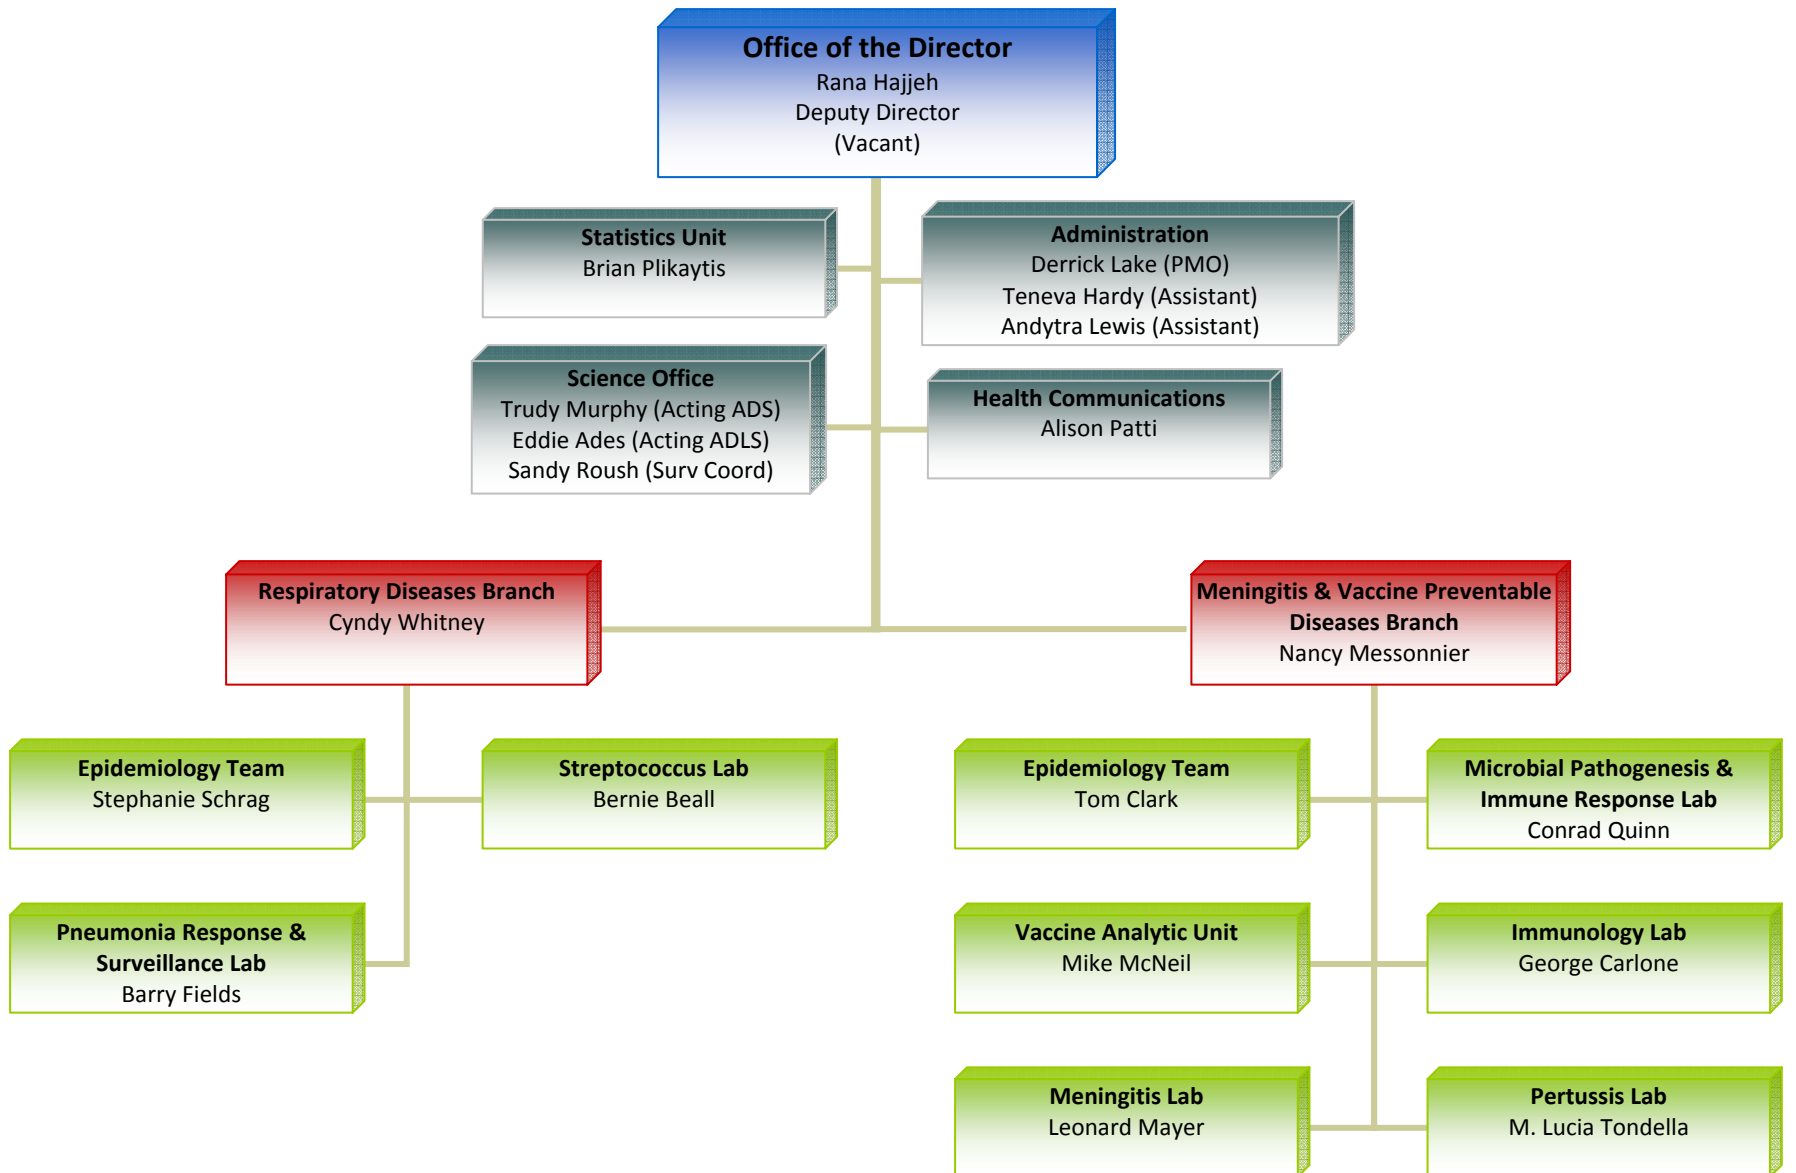 Office of the Director
Rana Hajjeh
Deputy Director
(Vacant)
Statistics Unit
Brian Plikaytis
Administration
Derrick Lake (PMO)
Teneva Hardy (Assistant)
Andytra Lewis (Assistant)
Science Office
Trudy Murphy (Acting ADS)
Eddie Ades (Acting ADLS)
Sandy Roush (Surv Coord)
Health Communications
Alison Patti
Respiratory Diseases Branch
Cyndy Whitney
Meningitis & Vaccine Preventable
Diseases Branch
Nancy Messonnier
Epidemiology Team
Stephanie Schrag
Streptococcus Lab
Bernie Beall
Epidemiology Team
Tom Clark
Microbial Pathogenesis &
Immune Response Lab
Conrad Quinn
Pneumonia Response &
Surveillance Lab
Barry Fields
Vaccine Analytic Unit
Mike McNeil
Immunology Lab
George Carlone
Meningitis Lab
Leonard Mayer
Pertussis Lab
M. Lucia Tondella